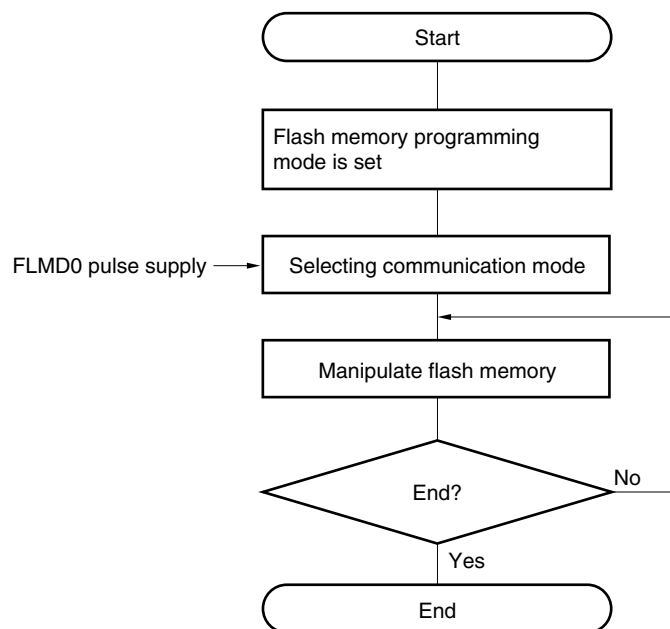 Start
Flash memory programming
mode is set
FLMD0 pulse supply
Selecting communication mode
Manipulate flash memory
End?
No
Yes
End